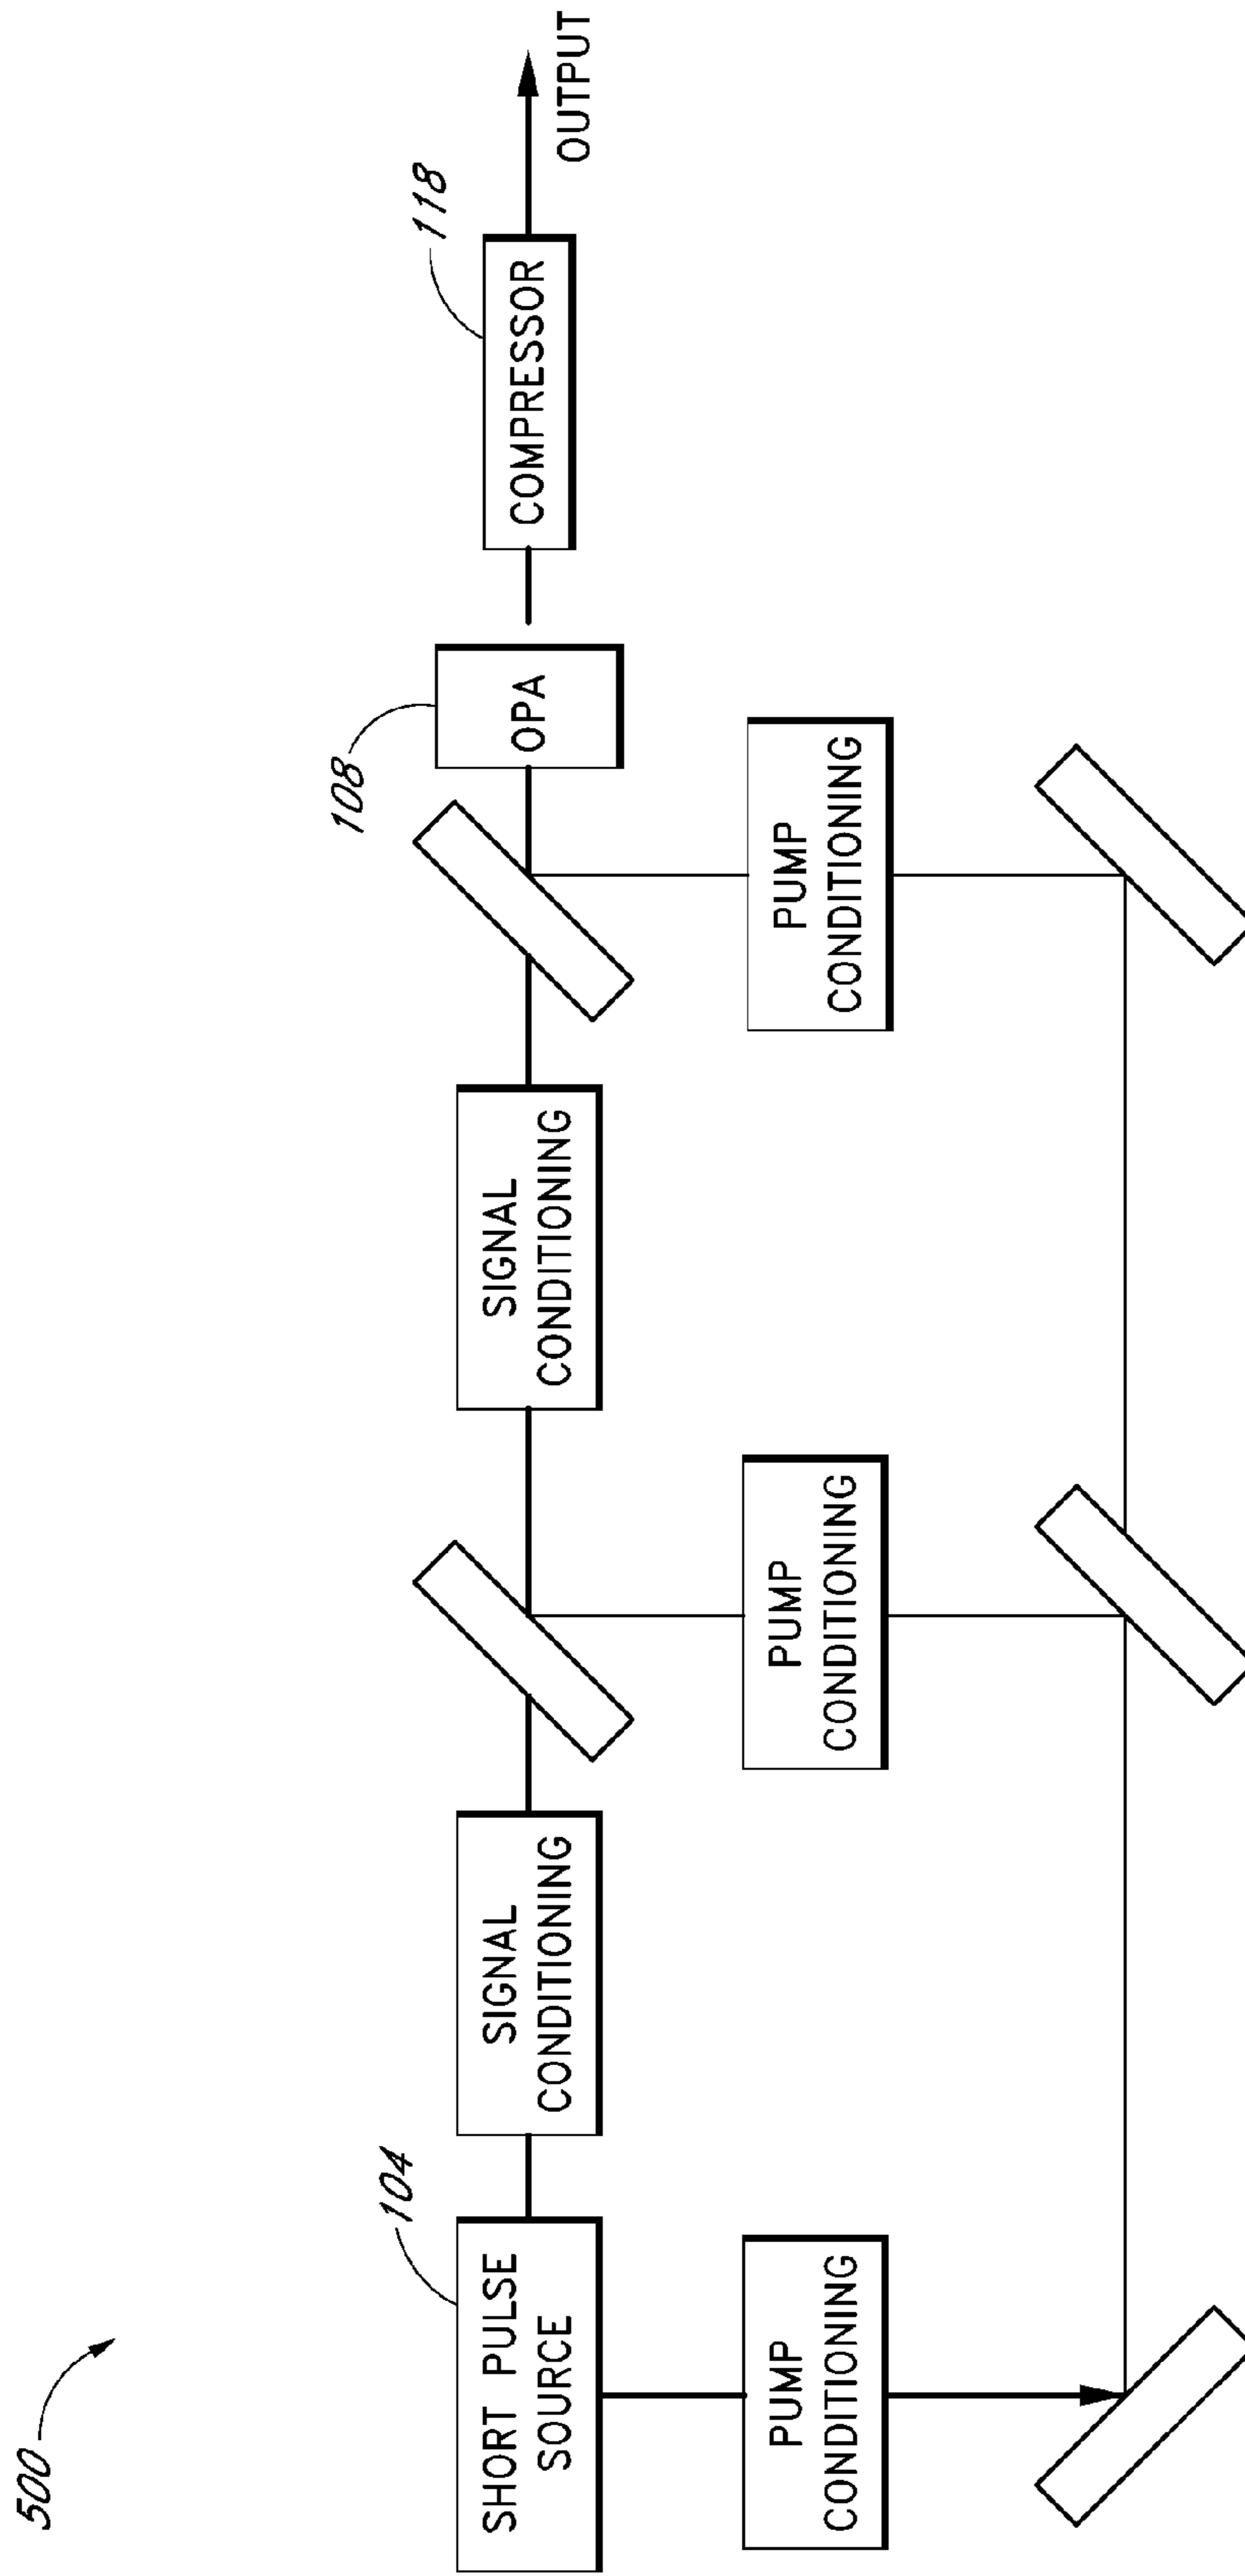 500
104
SHORT PULSE
SOURCE
SIGNAL
CONDITIONING
SIGNAL
CONDITIONING
108
OPA
118
COMPRESSOR
OUTPUT
PUMP
CONDITIONING
PUMP
CONDITIONING
PUMP
CONDITIONING